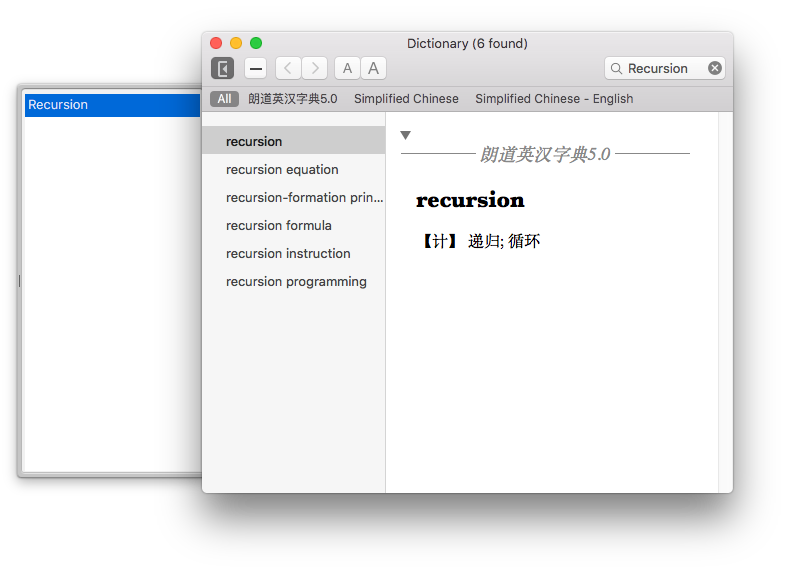 Dictionary (6 found)
A A
Recursion
All 朗道英汉字典5.0 Simplified Chinese Simplified Chinese - English
Recursion
recursion
recursion equation
recursion-formation prin...
recursion formula
recursion instruction
recursion programming
朗道英汉字典5.0
recursion
【计】 递归; 循环